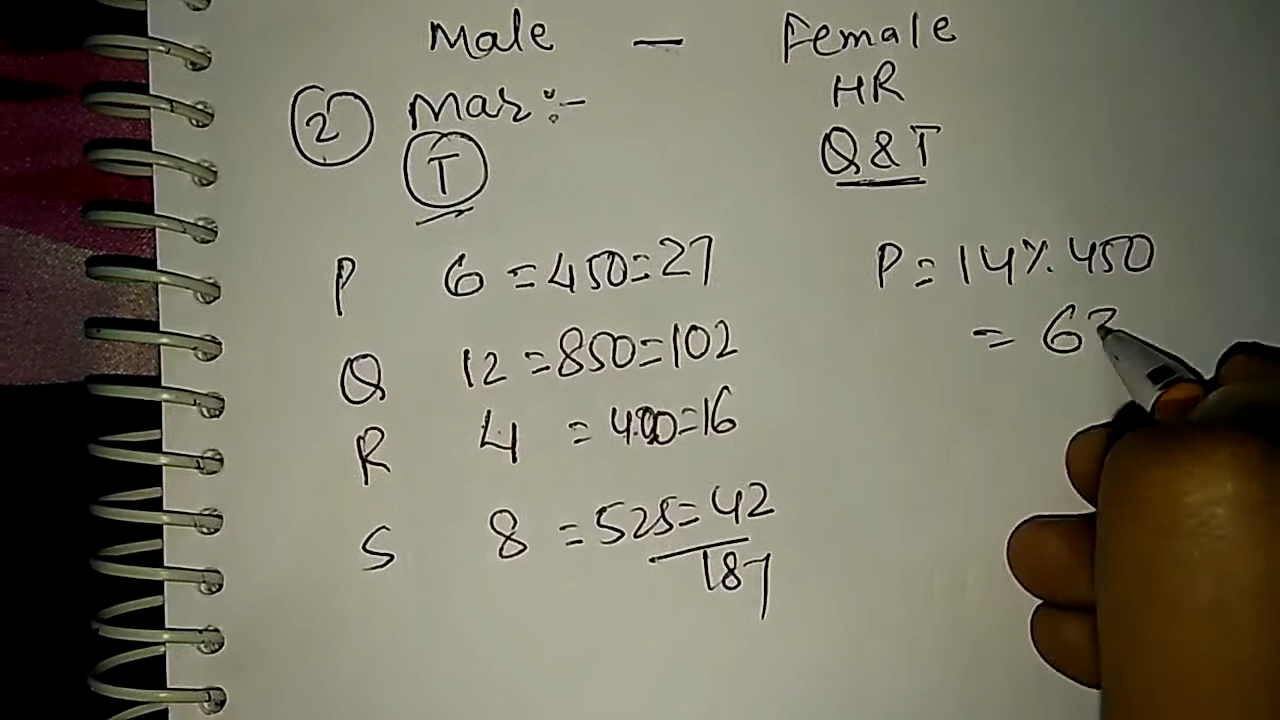 Male — Female
HR
② Mar:-
Q&T
T
P 6 = 450 = 27
Q 12 = 850 = 102
R 4 = 400 = 16
S 8 = 525 = 42
187
P = 14% 450
= 63